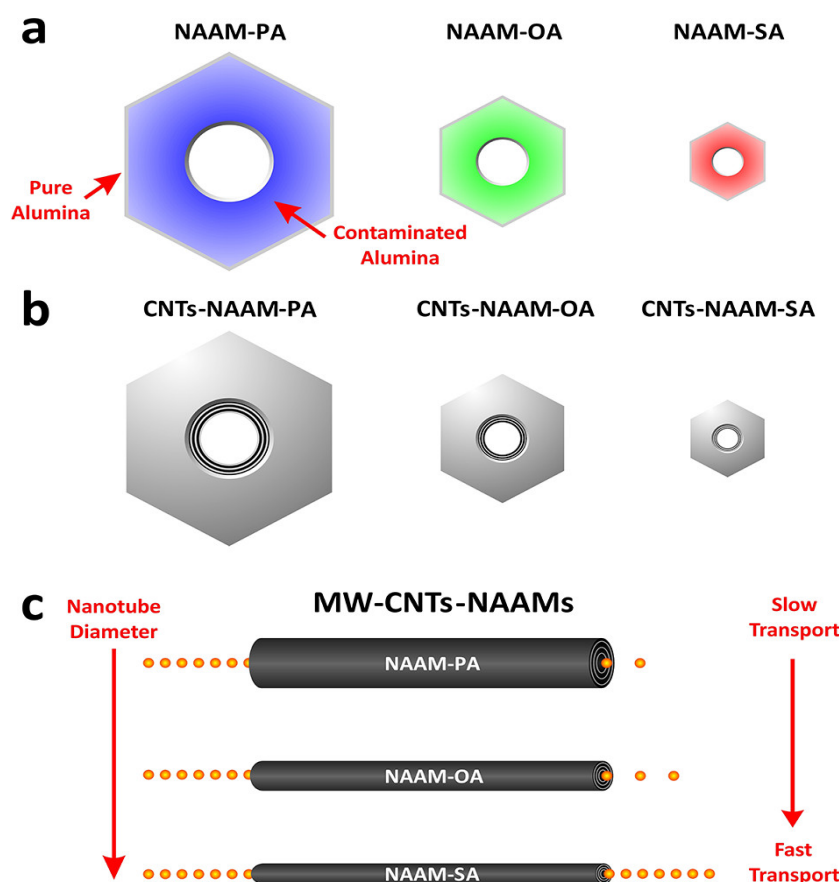 a
NAAM-PA
NAAM-OA
NAAM-SA
Pure
Alumina
Contaminated
Alumina
b
CNTs-NAAM-PA
CNTs-NAAM-OA
CNTs-NAAM-SA
c
MW-CNTs-NAAMs
Nanotube
Diameter
Slow
Transport
NAAM-PA
NAAM-OA
NAAM-SA
Fast
Transport